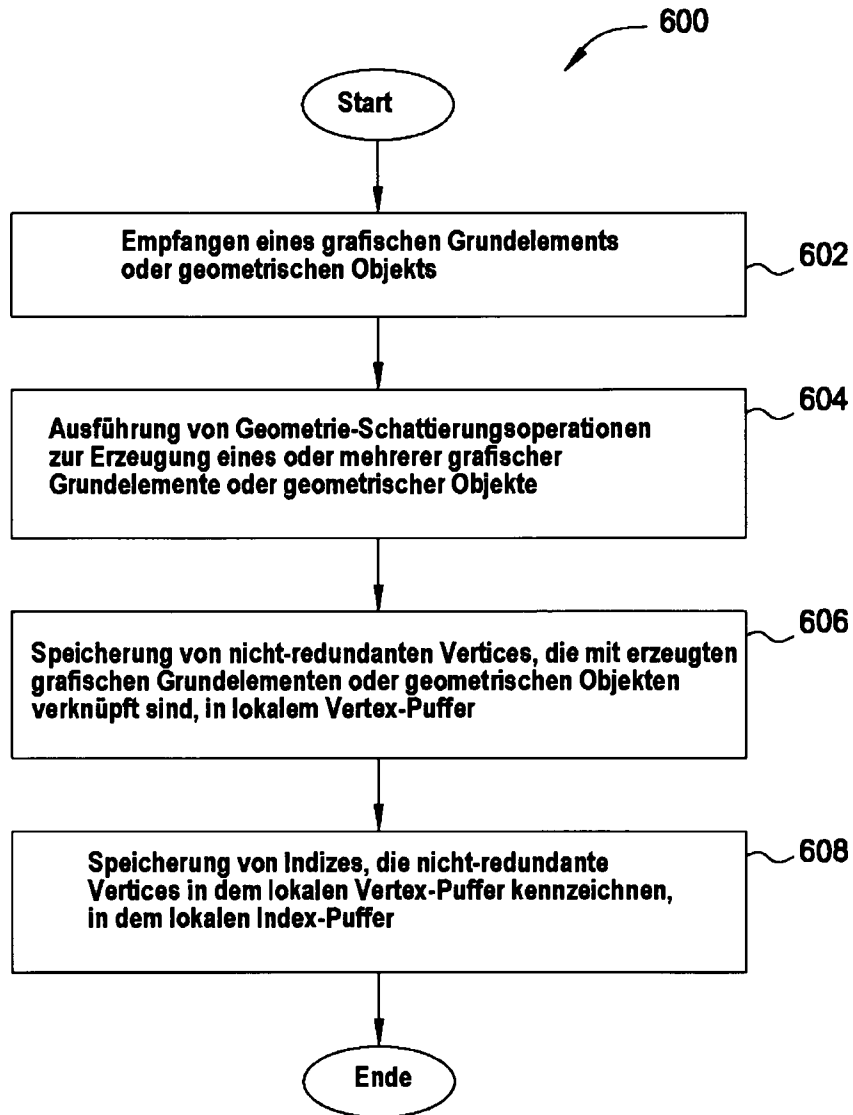 600
Start
Empfangen eines grafischen Grundelements
oder geometrischen Objekts
602
Ausführung von Geometrie-Schattierungsoperationen
zur Erzeugung eines oder mehrerer grafischer
Grundelemente oder geometrischer Objekte
604
Speicherung von nicht-redundanten Vertices, die mit erzeugten
grafischen Grundelementen oder geometrischen Objekten
verknüpft sind, in lokalem Vertex-Puffer
606
Speicherung von Indizes, die nicht-redundante
Vertices in dem lokalen Vertex-Puffer kennzeichnen,
in dem lokalen Index-Puffer
608
Ende